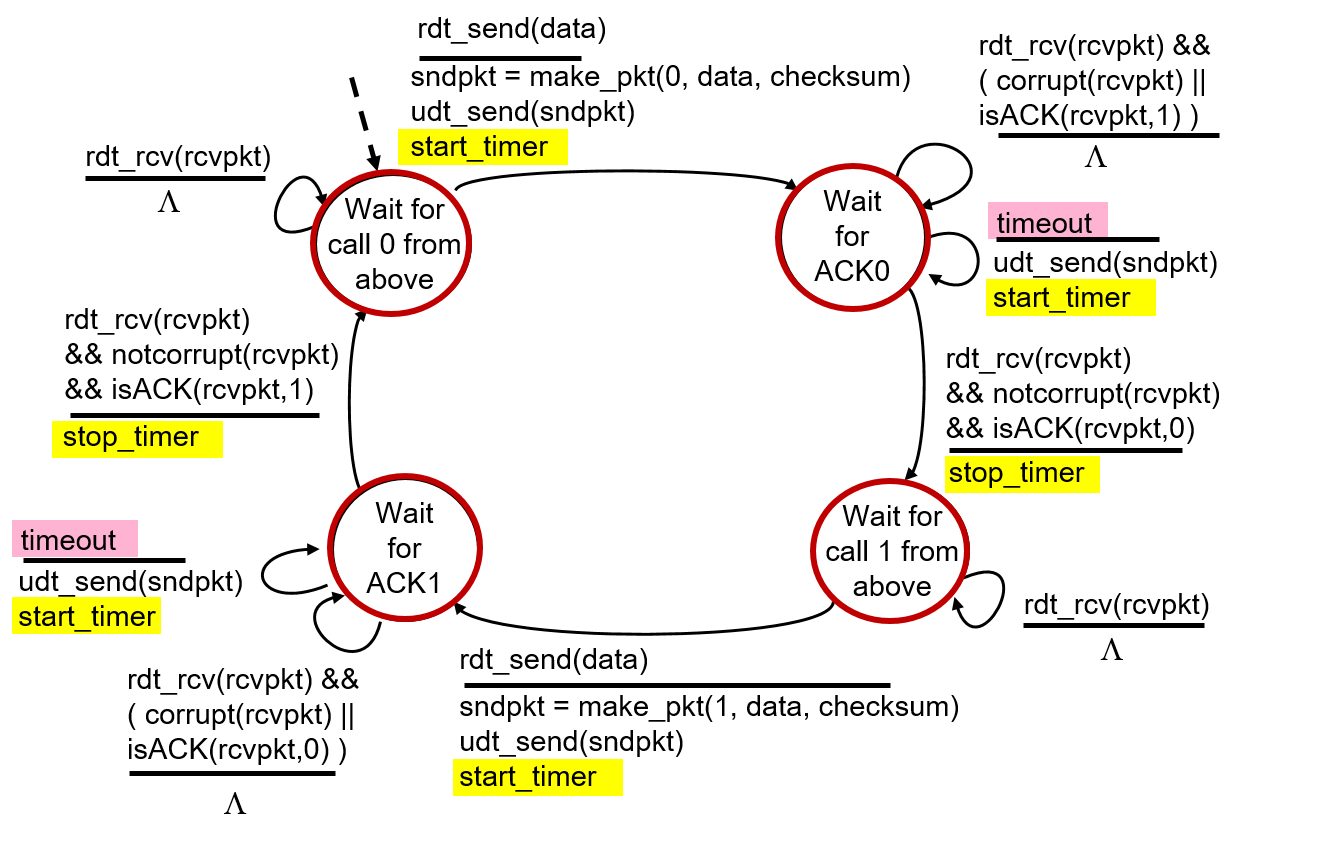 rdt_send(data)
sndpkt = make_pkt(0, data, checksum)
udt_send(sndpkt)
start_timer
rdt_rcv(rcvpkt) &&
( corrupt(rcvpkt) ||
isACK(rcvpkt,1) )
Λ
rdt_rcv(rcvpkt)
Λ
Wait for
call 0 from
above
Wait
for
ACK0
timeout
udt_send(sndpkt)
start_timer
rdt_rcv(rcvpkt)
&& notcorrupt(rcvpkt)
&& isACK(rcvpkt,1)
stop_timer
rdt_rcv(rcvpkt)
&& notcorrupt(rcvpkt)
&& isACK(rcvpkt,0)
stop_timer
Wait
for
ACK1
Wait for
call 1 from
above
timeout
udt_send(sndpkt)
start_timer
rdt_rcv(rcvpkt)
Λ
rdt_rcv(rcvpkt) &&
( corrupt(rcvpkt) ||
isACK(rcvpkt,0) )
Λ
rdt_send(data)
sndpkt = make_pkt(1, data, checksum)
udt_send(sndpkt)
start_timer